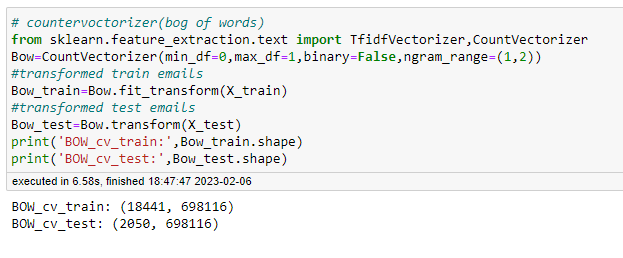 # countervoctorizer(bog of words)
from sklearn.feature_extraction.text import TfidfVectorizer,CountVectorizer
Bow=CountVectorizer(min_df=0,max_df=1,binary=False,ngram_range=(1,2))
#transformed train emails
Bow_train=Bow.fit_transform(X_train)
#transformed test emails
Bow_test=Bow.transform(X_test)
print('BOW_cv_train:',Bow_train.shape)
print('BOW_cv_test:',Bow_test.shape)
executed in 6.58s, finished 18:47:47 2023-02-06
BOW_cv_train: (18441, 698116)
BOW_cv_test: (2050, 698116)